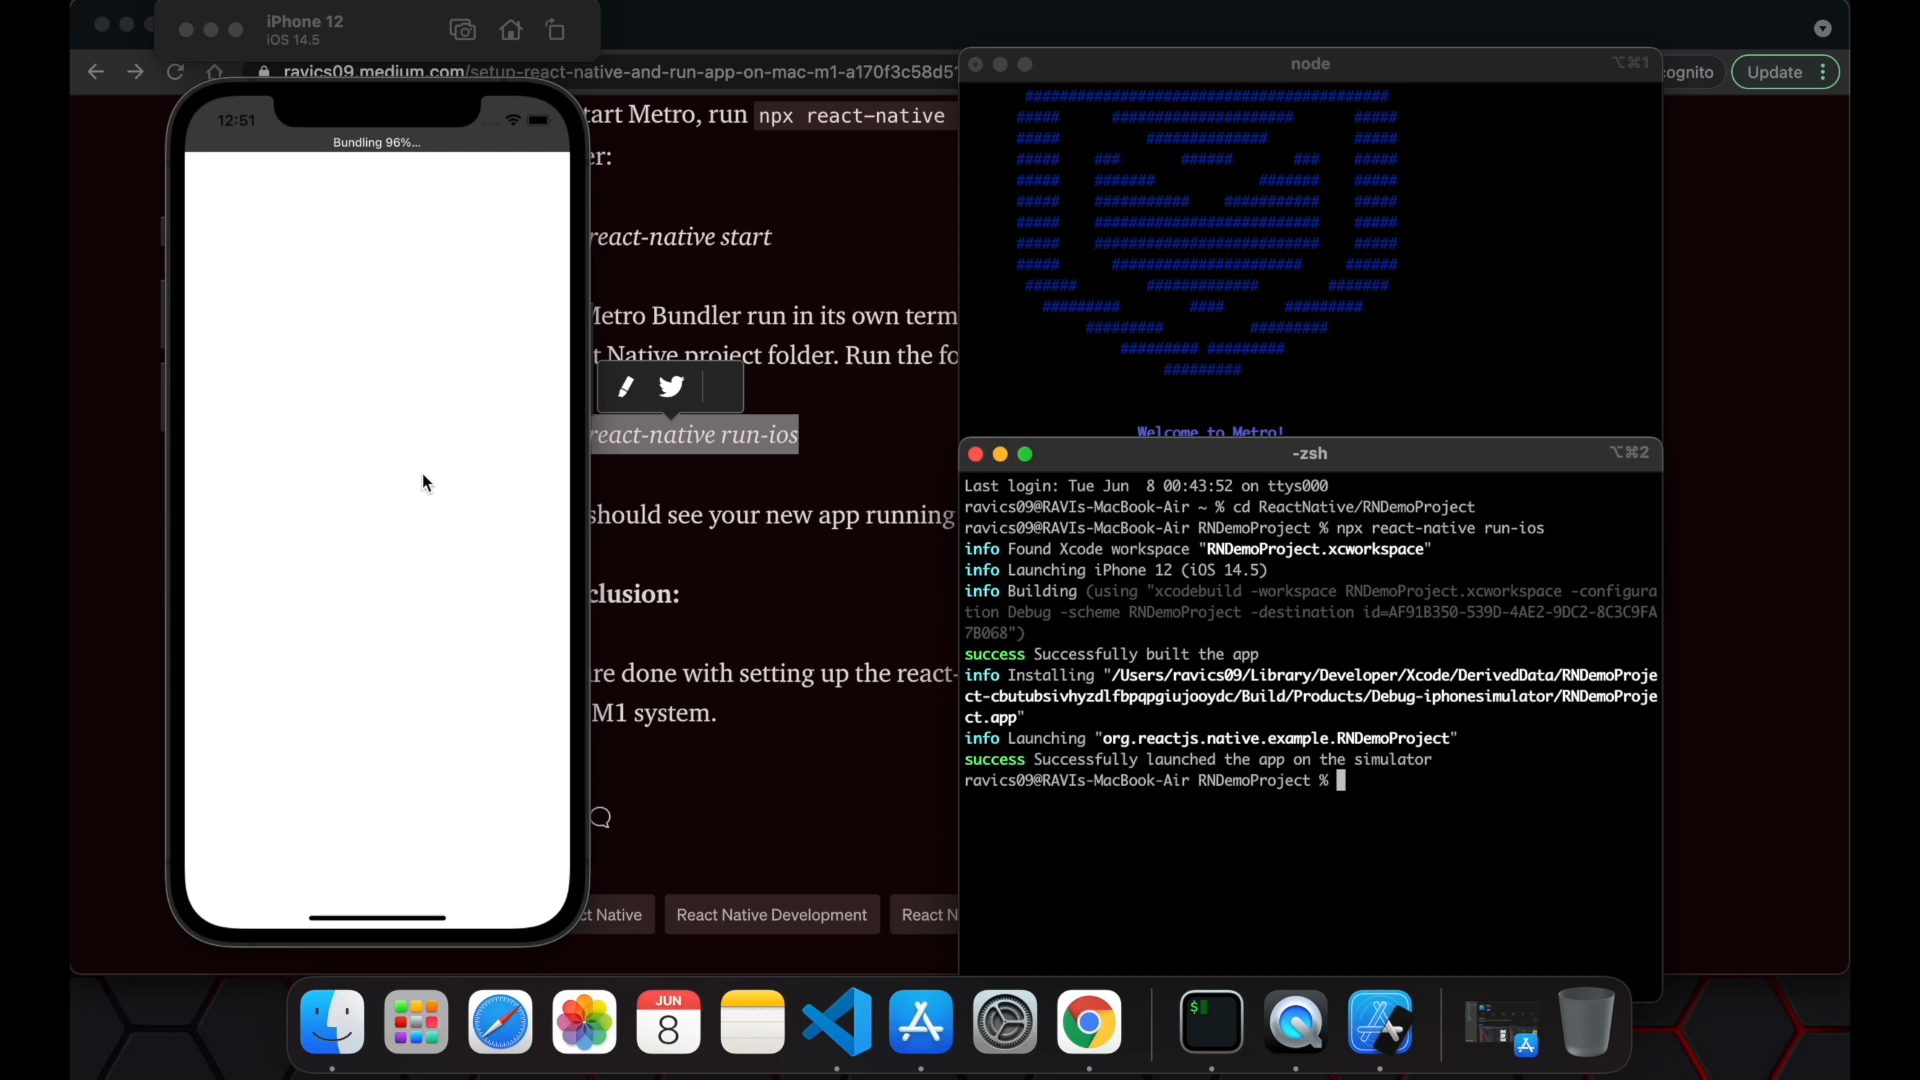 iPhone 12
iOS 14.5
ravics09.medium.com/setup-react-native-and-run-app-on-mac-m1-a170f3c58d5
ognito
Update
12:51
Bundling 96%...
tart Metro, run npx react-native
er:
react-native start
Metro Bundler run in its own term
t Native project folder. Run the fo
react-native run-ios
should see your new app running
clusion:
re done with setting up the react-
M1 system.
ct Native
React Native Development
React N
node
⌥⌘1
########################################
#####      #####################       #####
#####          ##############          #####
#####    ###       ######       ###    #####
#####    #######            #######    #####
#####    ###########    ###########    #####
#####    ##########################    #####
#####    ##########################    #####
#####      ######################     ######
######        #############         #######
#########        ####       #########
#########         #########
######### #########
#########
Welcome to Metro!
-zsh
⌥⌘2
Last login: Tue Jun  8 00:43:52 on ttys000
ravics09@RAVIs-MacBook-Air ~ % cd ReactNative/RNDemoProject
ravics09@RAVIs-MacBook-Air RNDemoProject % npx react-native run-ios
info Found Xcode workspace "RNDemoProject.xcworkspace"
info Launching iPhone 12 (iOS 14.5)
info Building (using "xcodebuild -workspace RNDemoProject.xcworkspace -configura
tion Debug -scheme RNDemoProject -destination id=AF91B350-539D-4AE2-9DC2-8C3C9FA
7B068")
success Successfully built the app
info Installing "/Users/ravics09/Library/Developer/Xcode/DerivedData/RNDemoProje
ct-cbutubsivhyzdlfbpqpgiujooydc/Build/Products/Debug-iphonesimulator/RNDemoProje
ct.app"
info Launching "org.reactjs.native.example.RNDemoProject"
success Successfully launched the app on the simulator
ravics09@RAVIs-MacBook-Air RNDemoProject %
JUN
8
$